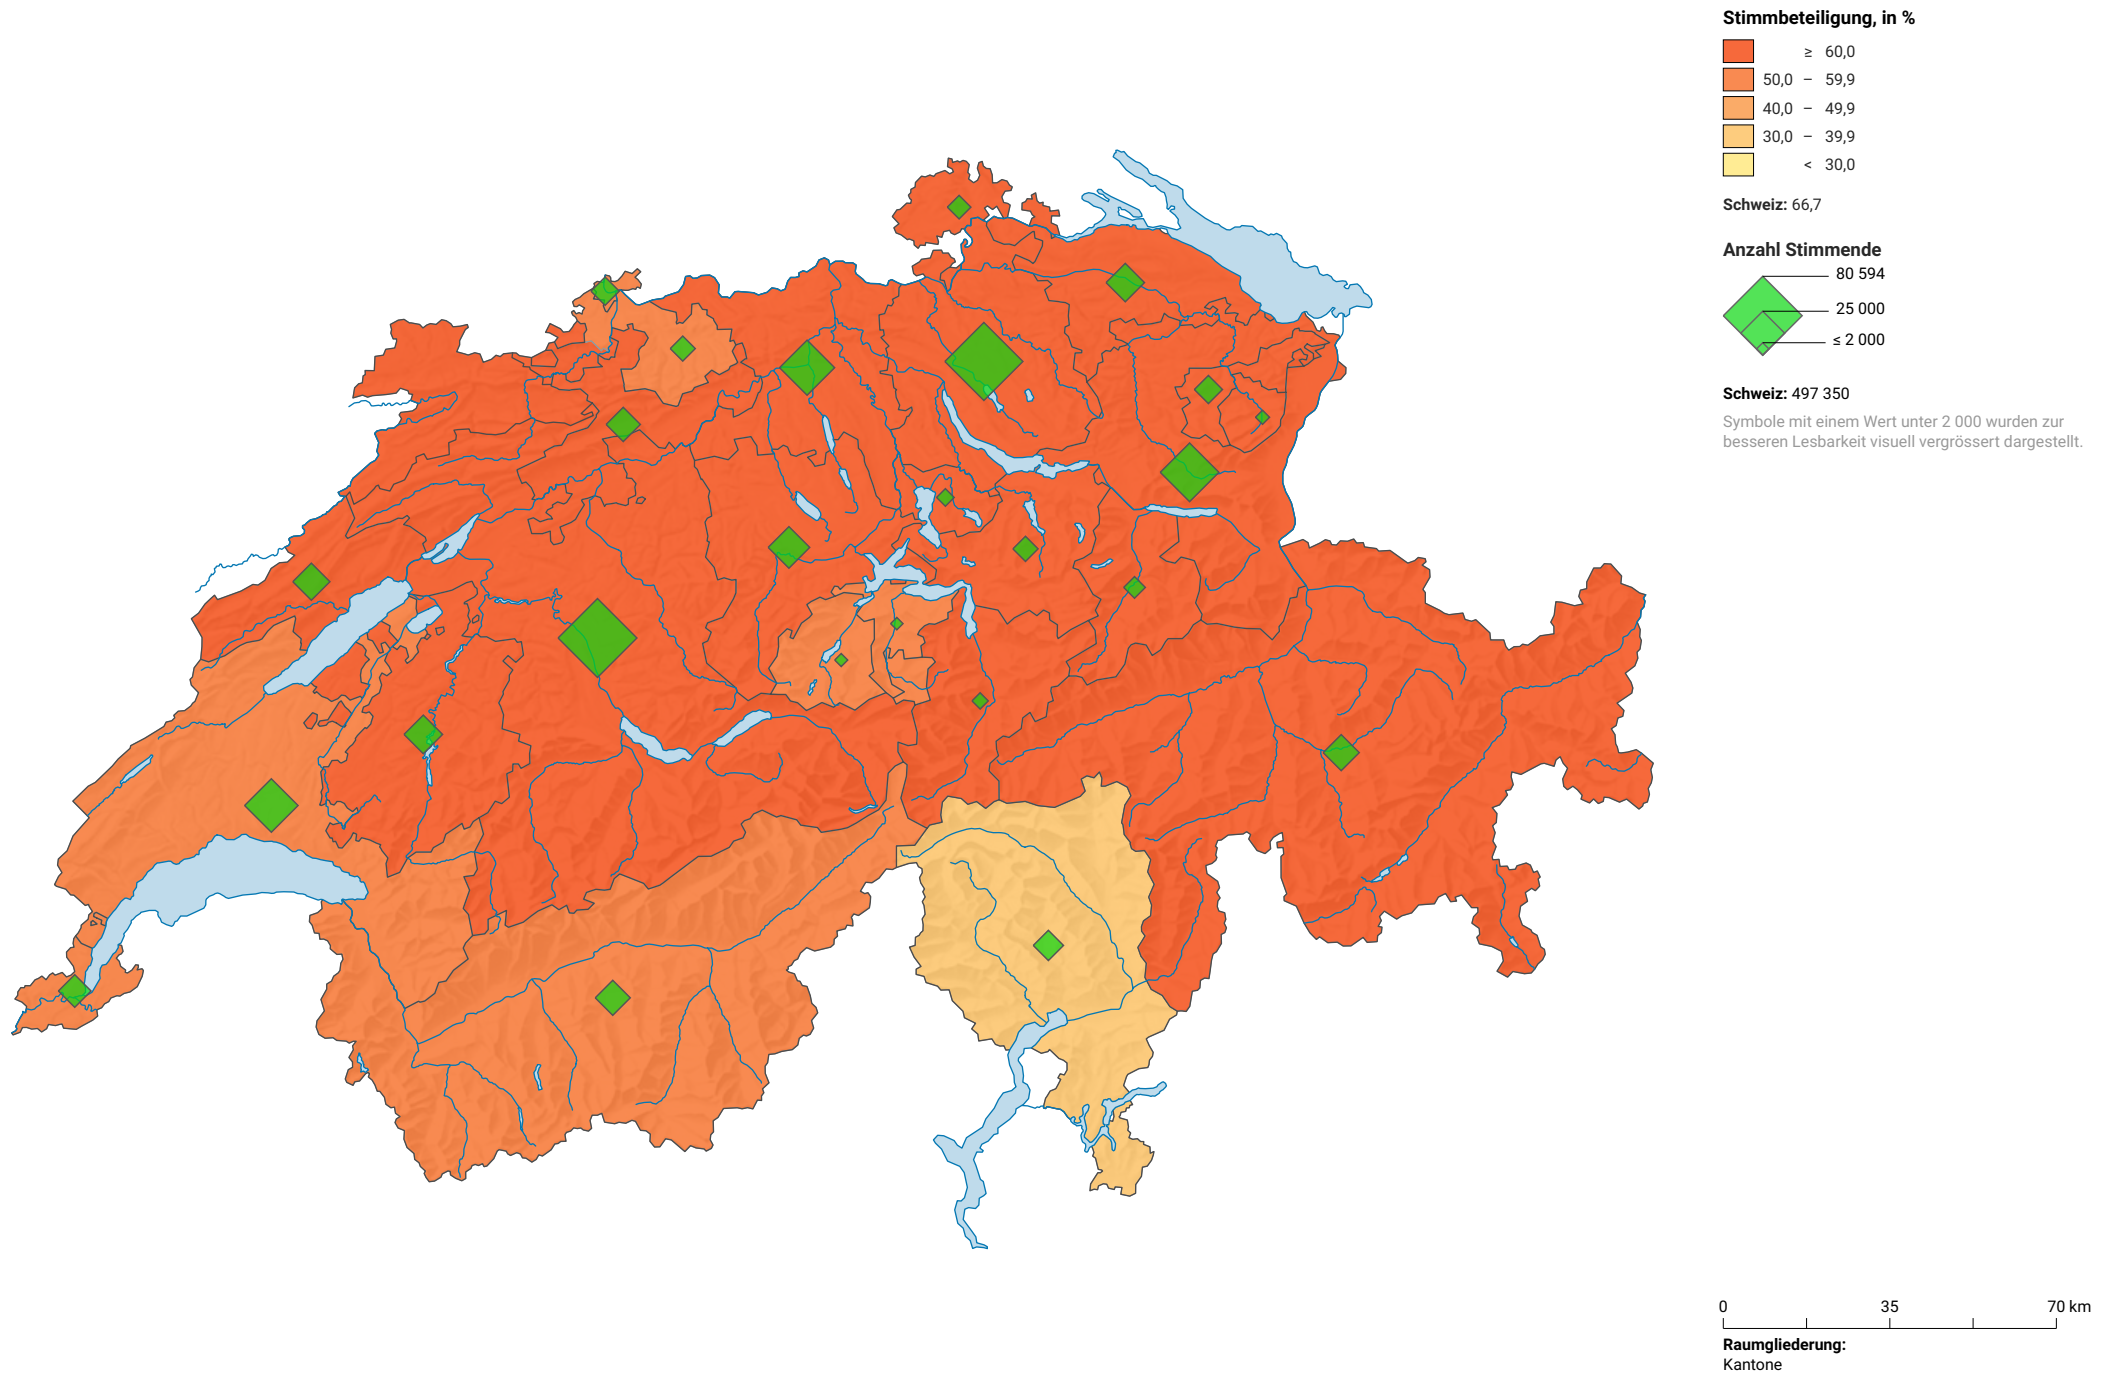 Stimmbeteiligung, in %
≥ 60,0
50,0 – 59,9
40,0 – 49,9
30,0 – 39,9
< 30,0
Schweiz: 66,7
Anzahl Stimmende
80 594
25 000
≤ 2 000
Schweiz: 497 350
Symbole mit einem Wert unter 2 000 wurden zur
besseren Lesbarkeit visuell vergrössert dargestellt.
0 35 70 km
Raumgliederung:
Kantone